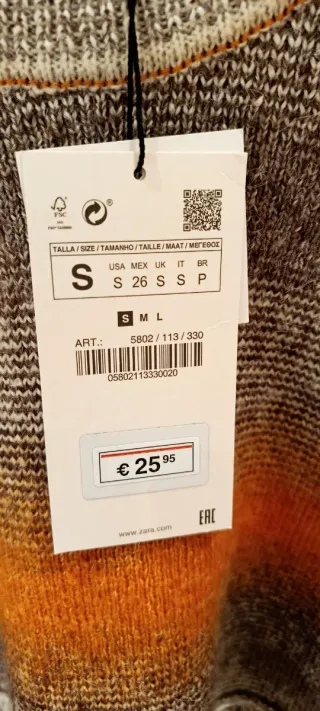 FSC
®
TALLA / SIZE / TAMANHO / TAILLE / MAAT / ΜΕΓΕΘΟΣ
S
USA MEX UK IT BR
S 26 S S P
S M L
ART.: 5802 / 113 / 330
05802113330020
€ 25 95
www.zara.com
EAC